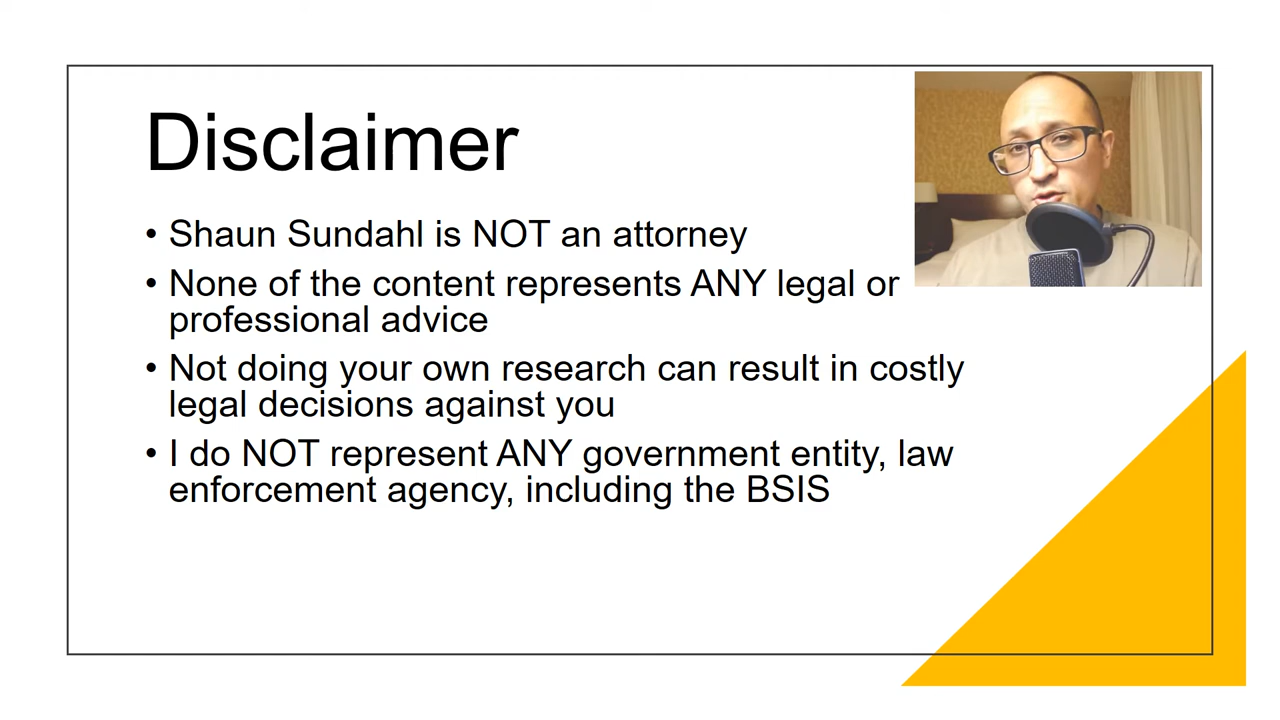 Disclaimer
• Shaun Sundahl is NOT an attorney
• None of the content represents ANY legal or
professional advice
• Not doing your own research can result in costly
legal decisions against you
• I do NOT represent ANY government entity, law
enforcement agency, including the BSIS